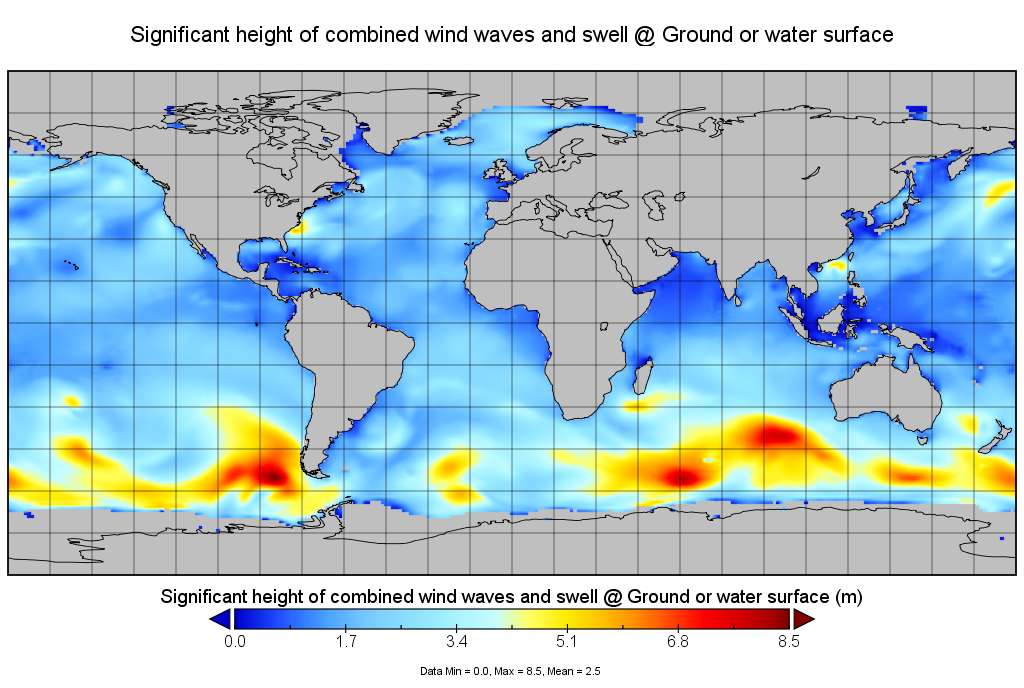 Significant height of combined wind waves and swell @ Ground or water surface
Significant height of combined wind waves and swell @ Ground or water surface (m)
0.0 1.7 3.4 5.1 6.8 8.5
Data Min = 0.0, Max = 8.5, Mean = 2.5